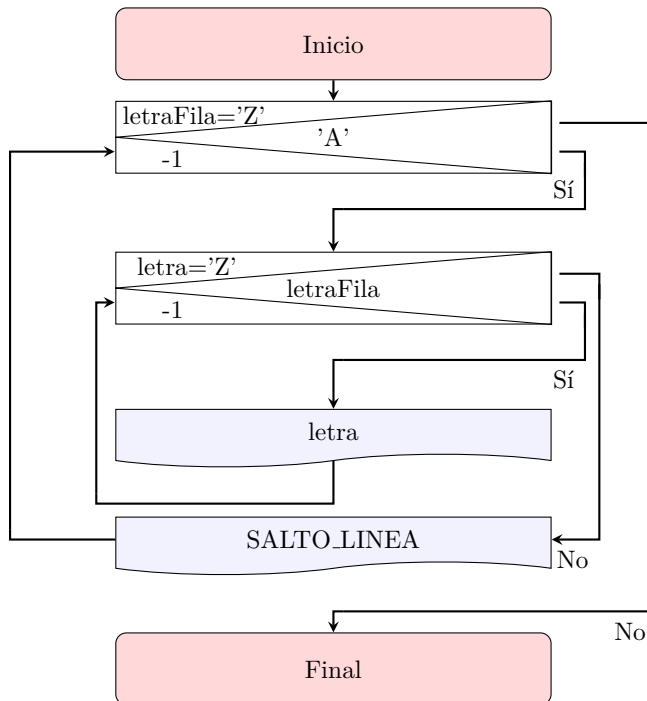 Inicio
letraFila='Z'
'A'
-1
Sí
letra='Z'
letraFila
-1
Sí
letra
SALTO_LINEA
No
No
Final